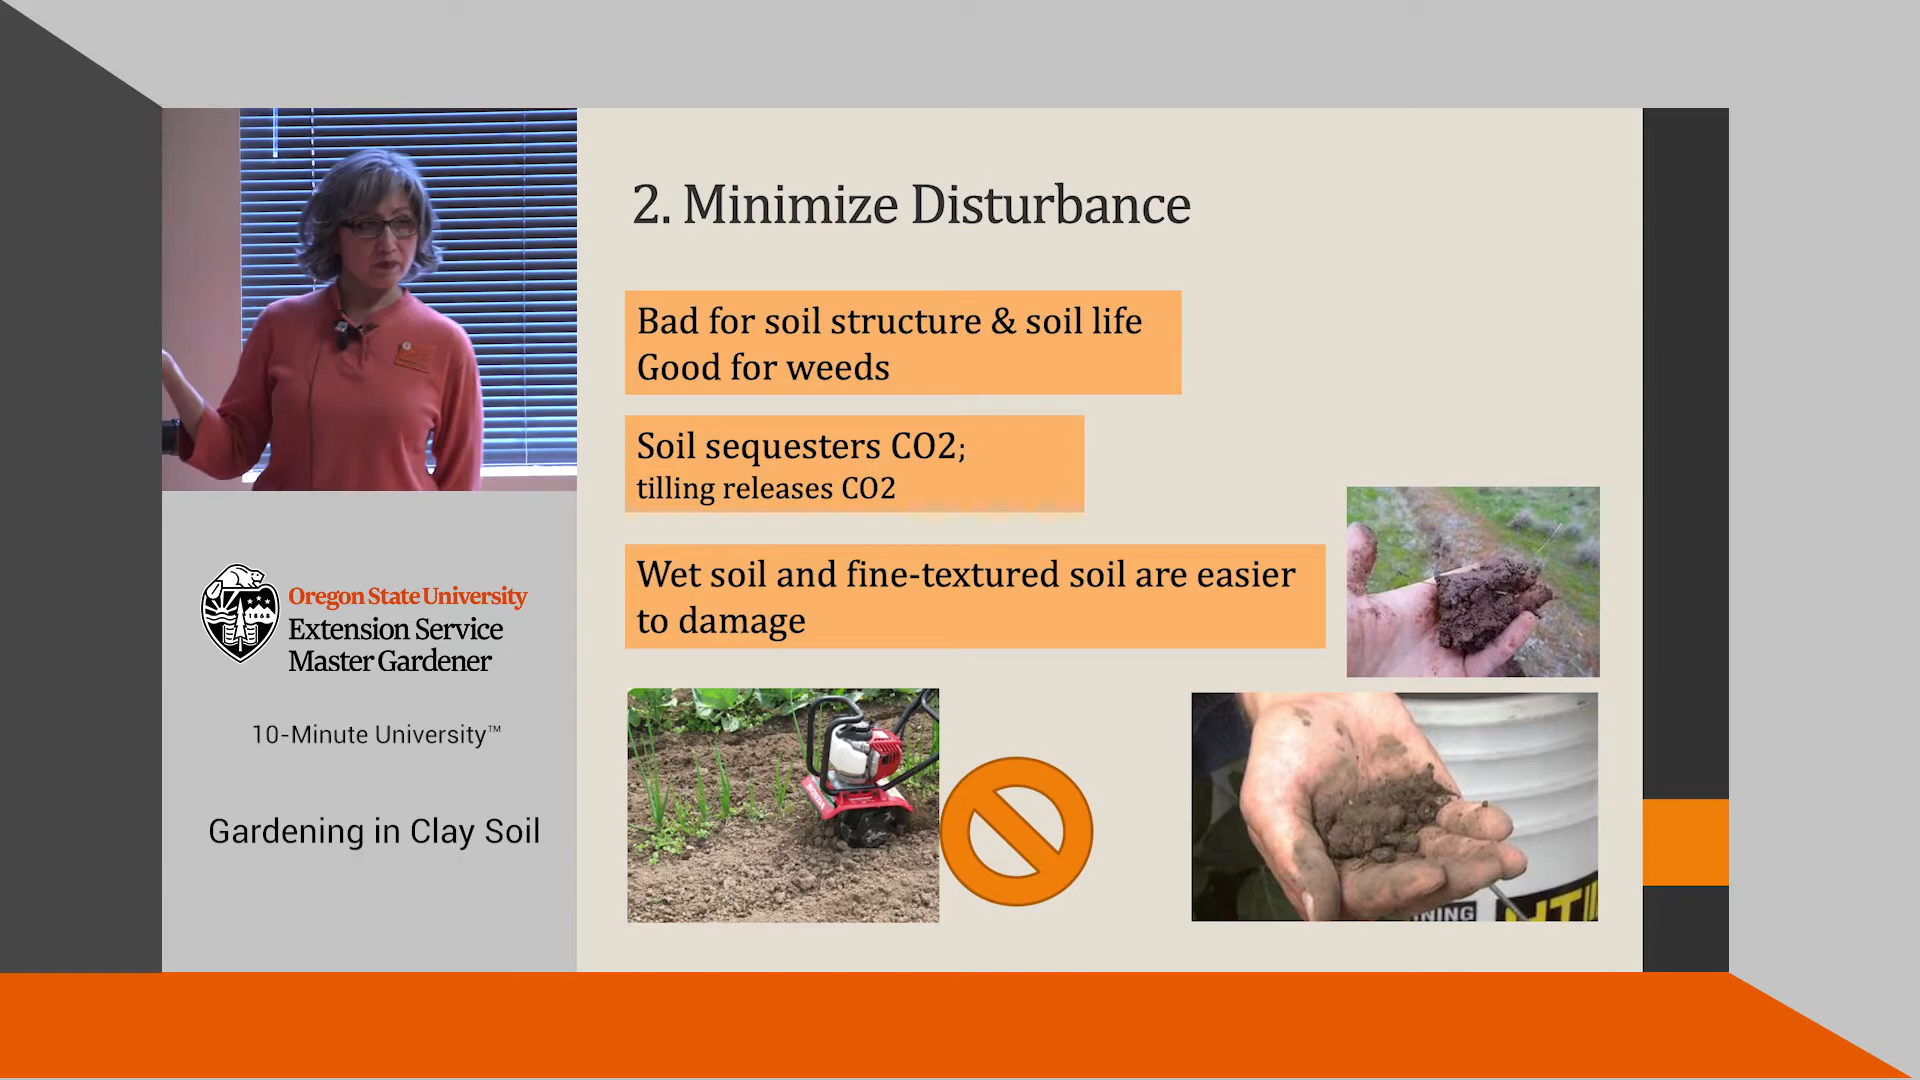 2. Minimize Disturbance
Bad for soil structure & soil life
Good for weeds
Soil sequesters CO2;
tilling releases CO2
Wet soil and fine-textured soil are easier
to damage
Oregon State University
Extension Service
Master Gardener
10-Minute University™
Gardening in Clay Soil
HONDA